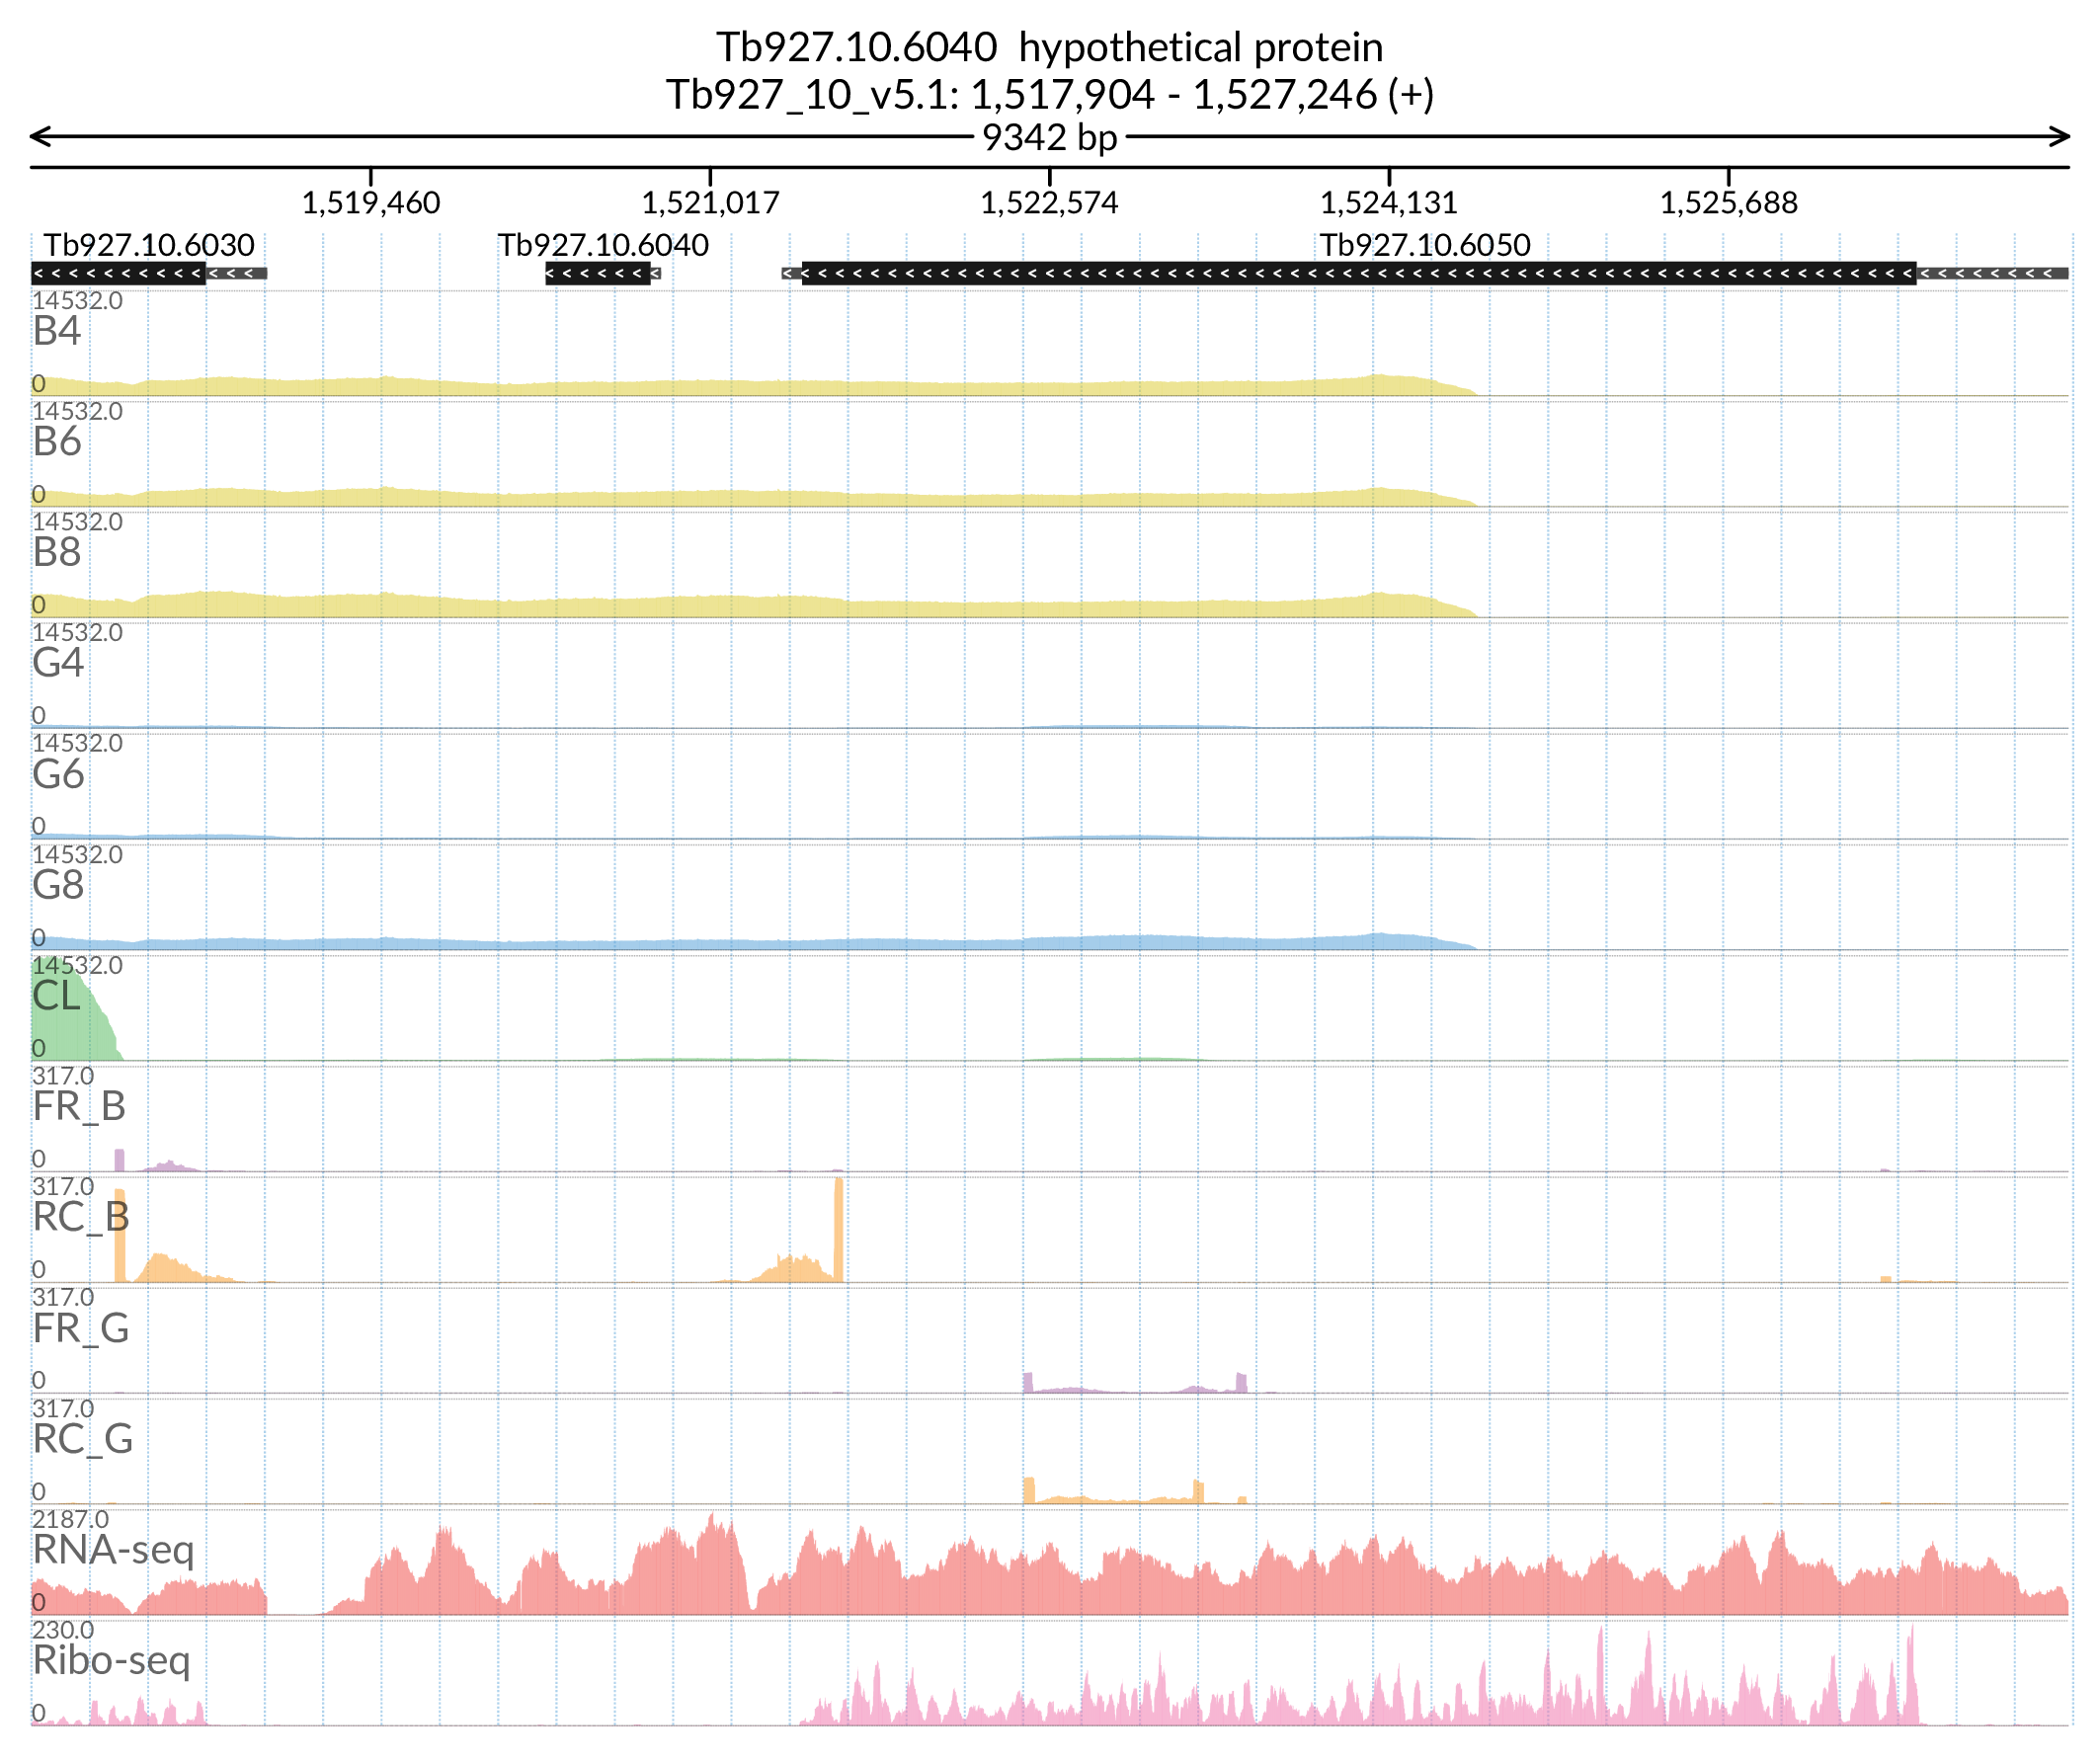 Tb927.10.6040 hypothetical protein
Tb927_10_v5.1: 1,517,904 - 1,527,246 (+)
9342 bp
1,519,460 1,521,017 1,522,574 1,524,131 1,525,688
Tb927.10.6030 Tb927.10.6040 Tb927.10.6050
14532.0
B4
0
14532.0
B6
0
14532.0
B8
0
14532.0
G4
0
14532.0
G6
0
14532.0
G8
0
14532.0
CL
0
317.0
FR_B
0
317.0
RC_B
0
317.0
FR_G
0
317.0
RC_G
0
2187.0
RNA-seq
0
230.0
Ribo-seq
0